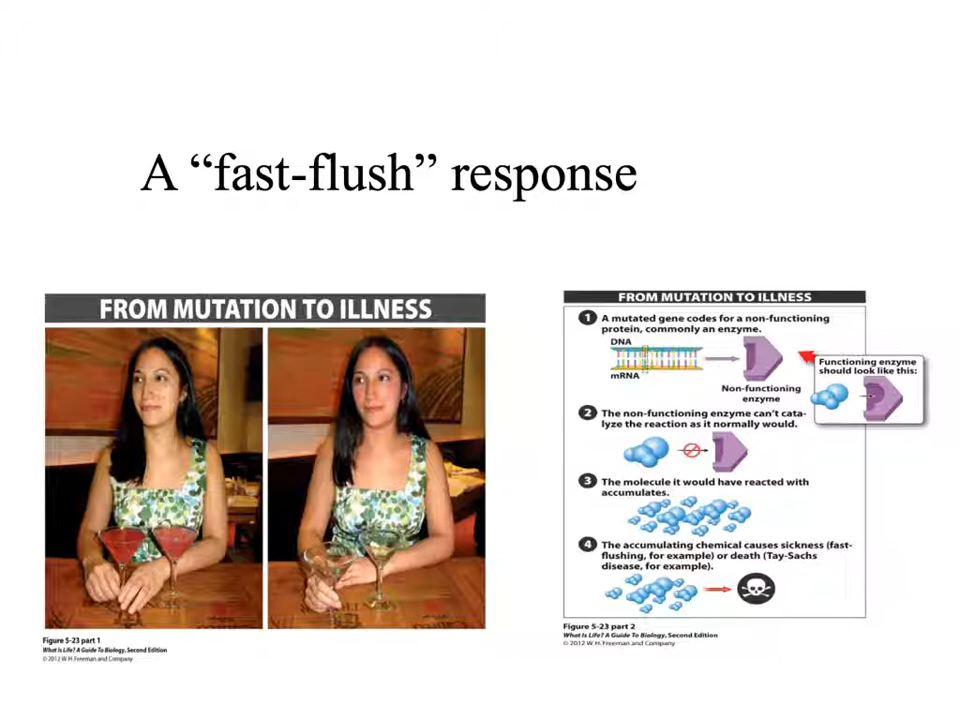 A “fast-flush” response
FROM MUTATION TO ILLNESS
Figure 5-23 part 1
What Is Life? A Guide To Biology, Second Edition
© 2012 W. H. Freeman and Company
FROM MUTATION TO ILLNESS
1 A mutated gene codes for a non-functioning
protein, commonly an enzyme.
DNA
mRNA
Non-functioning
enzyme
Functioning enzyme
should look like this:
2 The non-functioning enzyme can't cata-
lyze the reaction as it normally would.
3 The molecule it would have reacted with
accumulates.
4 The accumulating chemical causes sickness (fast-
flushing, for example) or death (Tay-Sachs
disease, for example).
Figure 5-23 part 2
What Is Life? A Guide To Biology, Second Edition
© 2012 W. H. Freeman and Company